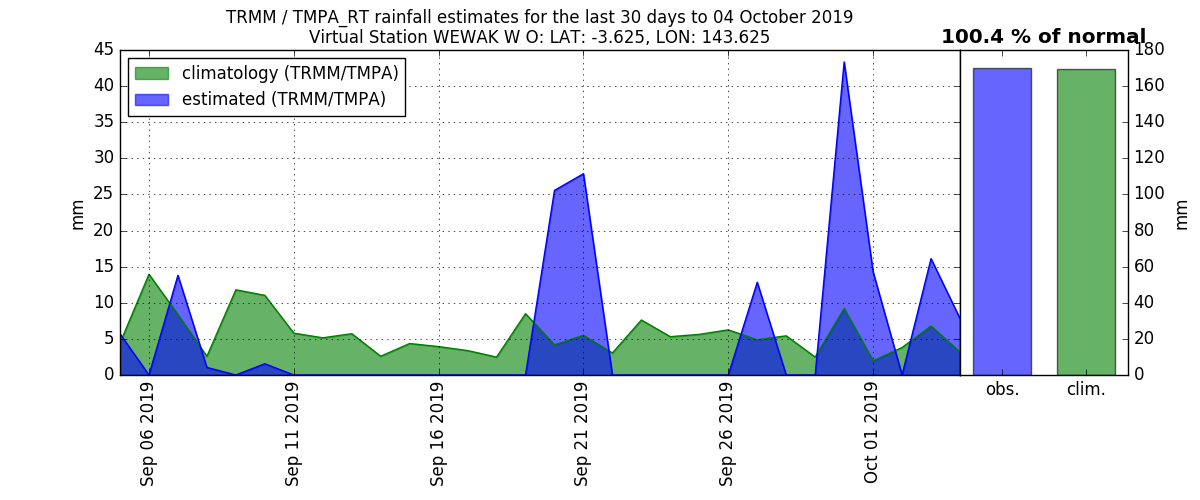 TRMM / TMPA_RT rainfall estimates for the last 30 days to 04 October 2019
Virtual Station WEWAK W O: LAT: -3.625, LON: 143.625
100.4 % of normal
climatology (TRMM/TMPA)
estimated (TRMM/TMPA)
45
40
35
30
25
20
15
10
5
0
mm
Sep 06 2019
Sep 11 2019
Sep 16 2019
Sep 21 2019
Sep 26 2019
Oct 01 2019
180
160
140
120
100
80
60
40
20
0
mm
obs.
clim.